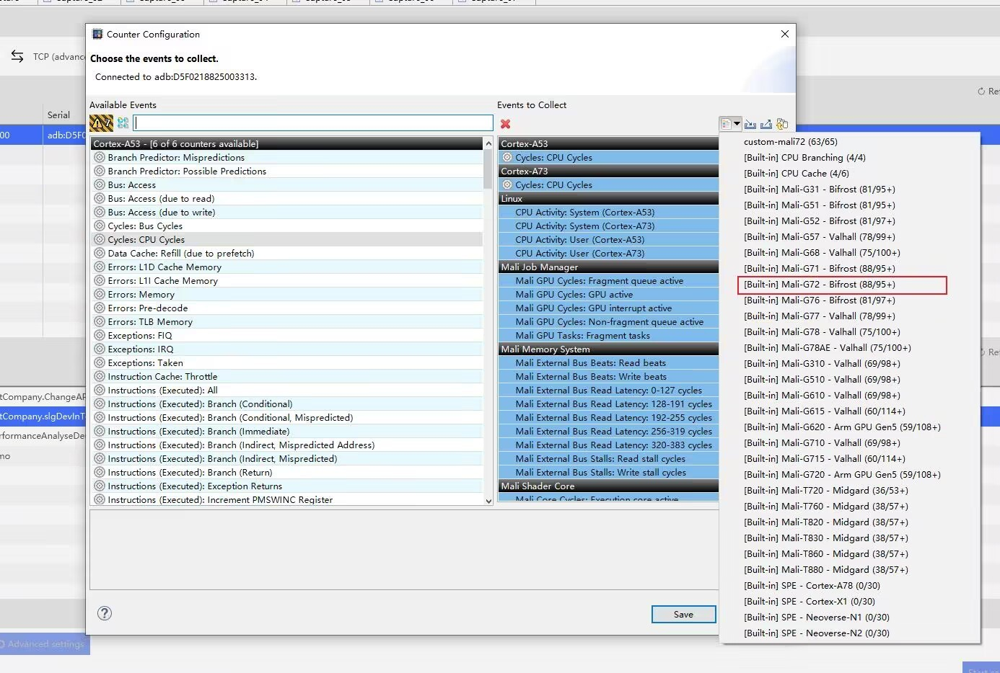 Counter Configuration
Choose the events to collect.
Connected to adb:D5F0218825003313.
TCP (advanc
Serial
00
adb:D5F0
Available Events
Events to Collect
Cortex-A53 - [6 of 6 counters available]
Branch Predictor: Mispredictions
Branch Predictor: Possible Predictions
Bus: Access
Bus: Access (due to read)
Bus: Access (due to write)
Cycles: Bus Cycles
Cycles: CPU Cycles
Data Cache: Refill (due to prefetch)
Errors: L1D Cache Memory
Errors: L1I Cache Memory
Errors: Memory
Errors: Pre-decode
Errors: TLB Memory
Exceptions: FIQ
Exceptions: IRQ
Exceptions: Taken
Instruction Cache: Throttle
Instructions (Executed): All
Instructions (Executed): Branch (Conditional)
Instructions (Executed): Branch (Conditional, Mispredicted)
Instructions (Executed): Branch (Immediate)
Instructions (Executed): Branch (Indirect, Mispredicted Address)
Instructions (Executed): Branch (Indirect, Mispredicted)
Instructions (Executed): Branch (Return)
Instructions (Executed): Exception Returns
Instructions (Executed): Increment PMSWINC Register
Cortex-A53
Cycles: CPU Cycles
Cortex-A73
Cycles: CPU Cycles
Linux
CPU Activity: System (Cortex-A53)
CPU Activity: System (Cortex-A73)
CPU Activity: User (Cortex-A53)
CPU Activity: User (Cortex-A73)
Mali Job Manager
Mali GPU Cycles: Fragment queue active
Mali GPU Cycles: GPU active
Mali GPU Cycles: GPU interrupt active
Mali GPU Cycles: Non-fragment queue active
Mali GPU Tasks: Fragment tasks
Mali Memory System
Mali External Bus Beats: Read beats
Mali External Bus Beats: Write beats
Mali External Bus Read Latency: 0-127 cycles
Mali External Bus Read Latency: 128-191 cycles
Mali External Bus Read Latency: 192-255 cycles
Mali External Bus Read Latency: 256-319 cycles
Mali External Bus Read Latency: 320-383 cycles
Mali External Bus Stalls: Read stall cycles
Mali External Bus Stalls: Write stall cycles
Mali Shader Core
Mali Core Cycles: Execution core active
custom-mali72 (63/65)
[Built-in] CPU Branching (4/4)
[Built-in] CPU Cache (4/6)
[Built-in] Mali-G31 - Bifrost (81/95+)
[Built-in] Mali-G51 - Bifrost (81/95+)
[Built-in] Mali-G52 - Bifrost (81/97+)
[Built-in] Mali-G57 - Valhall (78/99+)
[Built-in] Mali-G68 - Valhall (75/100+)
[Built-in] Mali-G71 - Bifrost (88/95+)
[Built-in] Mali-G72 - Bifrost (88/95+)
[Built-in] Mali-G76 - Bifrost (81/97+)
[Built-in] Mali-G77 - Valhall (78/99+)
[Built-in] Mali-G78 - Valhall (75/100+)
[Built-in] Mali-G78AE - Valhall (75/100+)
[Built-in] Mali-G310 - Valhall (69/98+)
[Built-in] Mali-G510 - Valhall (69/98+)
[Built-in] Mali-G610 - Valhall (69/98+)
[Built-in] Mali-G615 - Valhall (60/114+)
[Built-in] Mali-G620 - Arm GPU Gen5 (59/108+)
[Built-in] Mali-G710 - Valhall (69/98+)
[Built-in] Mali-G715 - Valhall (60/114+)
[Built-in] Mali-G720 - Arm GPU Gen5 (59/108+)
[Built-in] Mali-T720 - Midgard (36/53+)
[Built-in] Mali-T760 - Midgard (38/57+)
[Built-in] Mali-T820 - Midgard (38/57+)
[Built-in] Mali-T830 - Midgard (38/57+)
[Built-in] Mali-T860 - Midgard (38/57+)
[Built-in] Mali-T880 - Midgard (38/57+)
[Built-in] SPE - Cortex-A78 (0/30)
[Built-in] SPE - Cortex-X1 (0/30)
[Built-in] SPE - Neoverse-N1 (0/30)
[Built-in] SPE - Neoverse-N2 (0/30)
tCompany.ChangeAP
tCompany.slgDevInT
rformanceAnalyseDe
mo
Save
Advanced settings